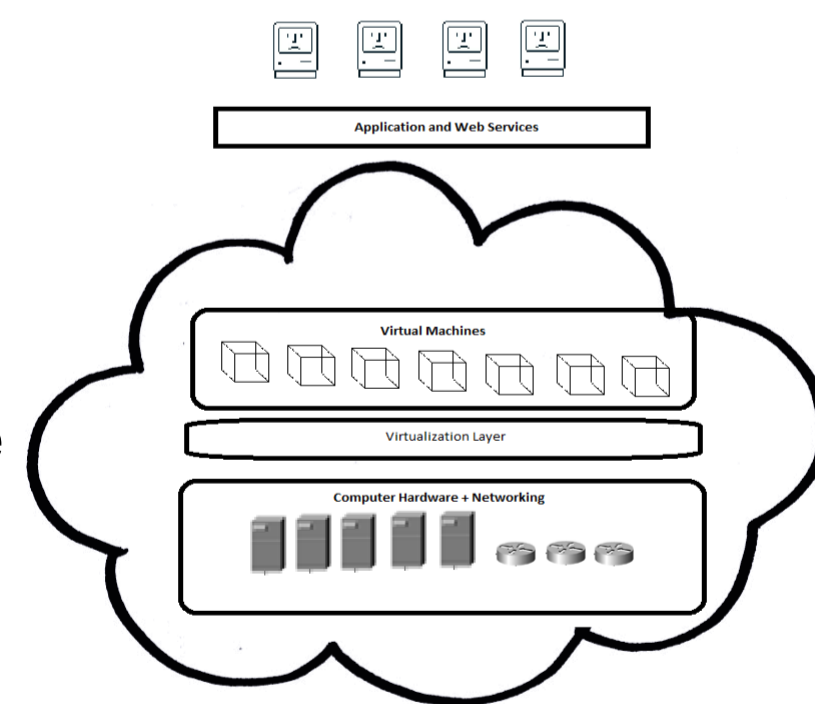 Application and Web Services
Virtual Machines
e
Virtualization Layer
Computer Hardware + Networking